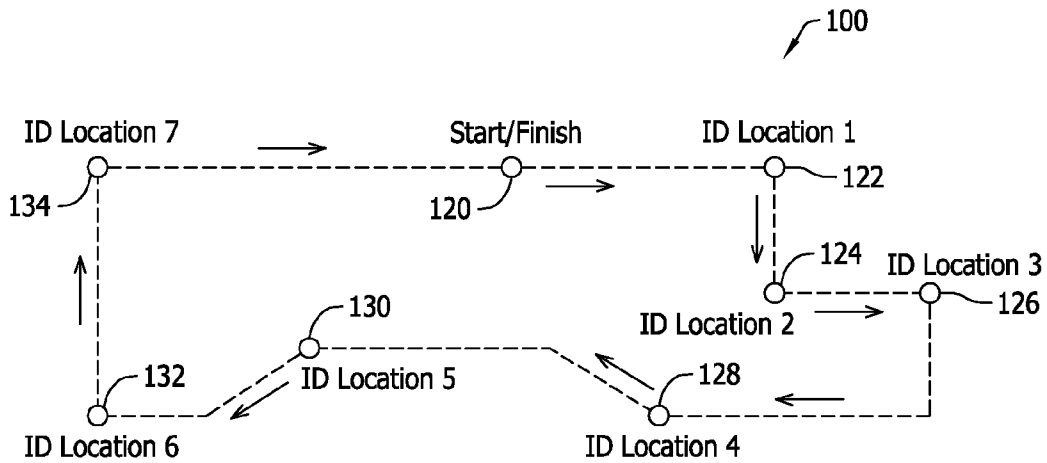 100
ID Location 7
Start/Finish
ID Location 1
134
120
122
124
ID Location 3
130
ID Location 2
126
132
ID Location 5
128
ID Location 6
ID Location 4